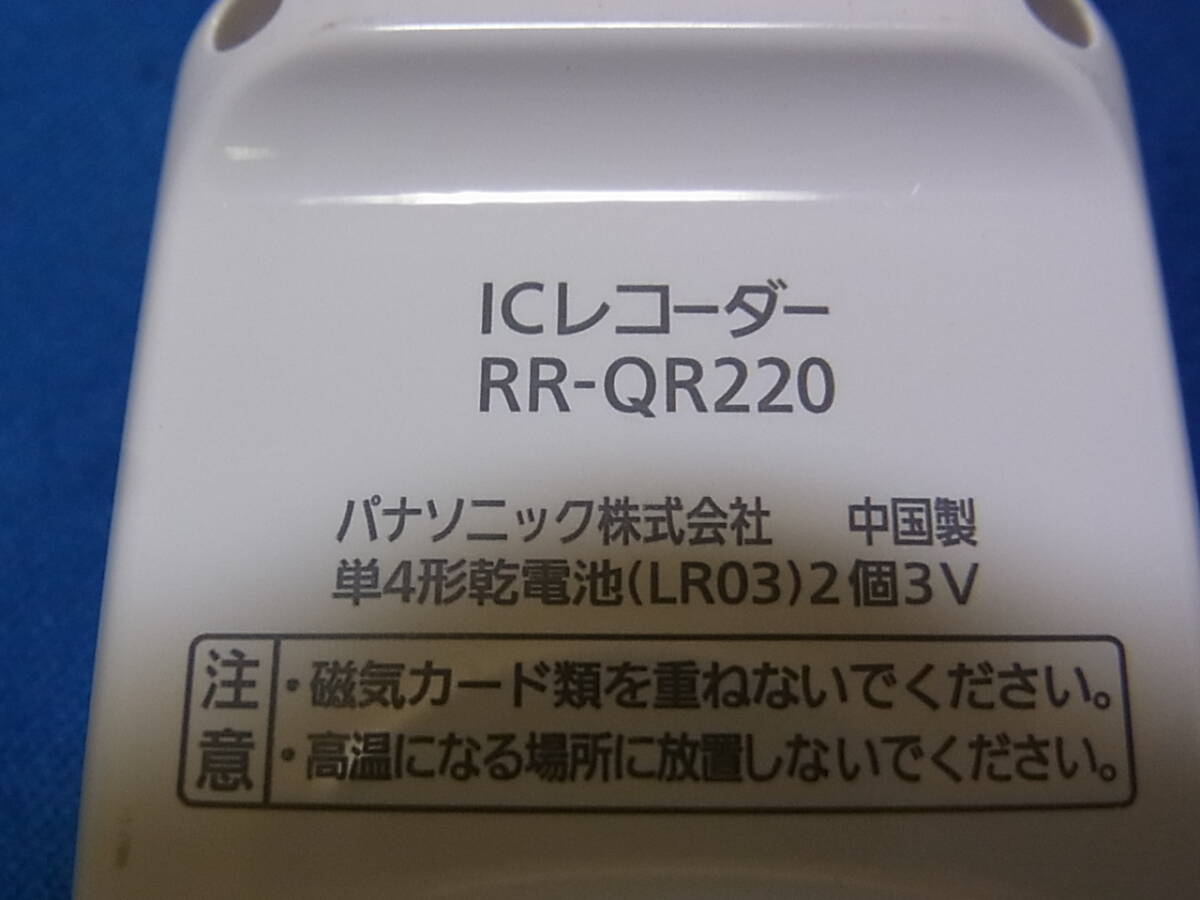 ICレコーダー
RR-QR220
パナソニック株式会社 中国製
単4形乾電池(LR03)2個3V
注意
・磁気カード類を重ねないでください。
・高温になる場所に放置しないでください。